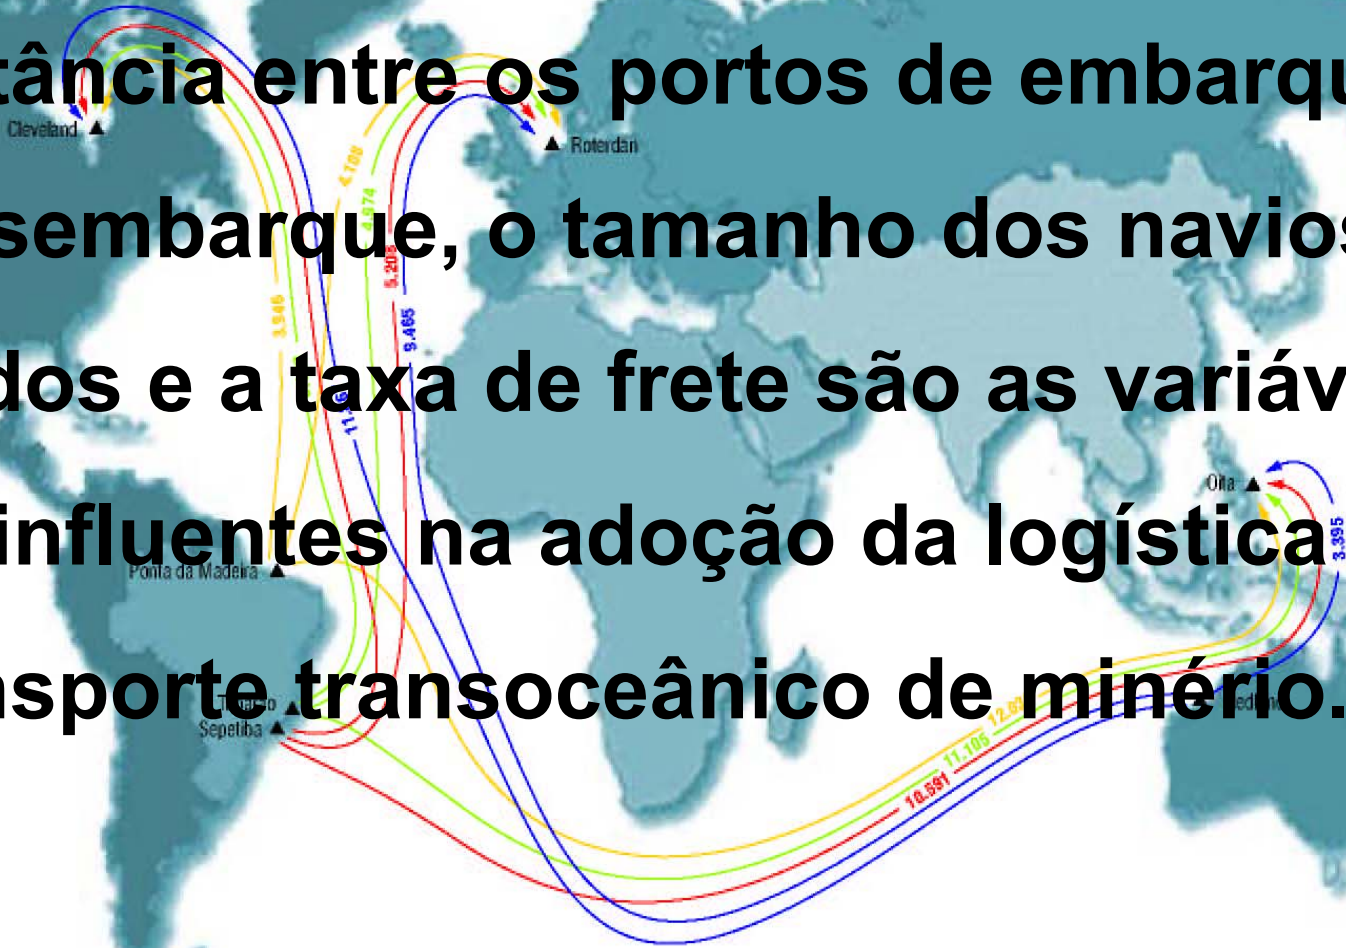 tância entre os portos de embarqu
sembarque, o tamanho dos navios
dos e a taxa de frete são as variáv
influentes na adoção da logística
nsporte transoceânico de minério.
Cleveland
Roterdan
4.108
5.205
3.946
9.465
Oita
3.395
Ponta da Madeira
Sepetiba
11.105
10.591